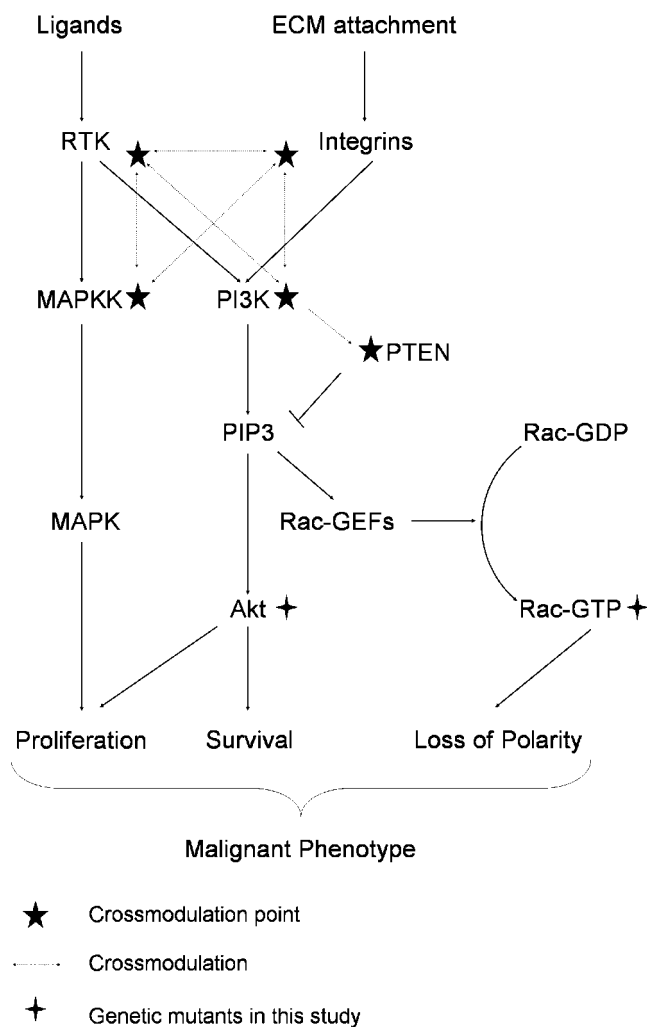 Ligands ECM attachment
RTK Integrins
MAPKK PI3K
PTEN
PIP3 Rac-GDP
MAPK Rac-GEFs
Akt Rac-GTP
Proliferation Survival Loss of Polarity
Malignant Phenotype
Crossmodulation point
Crossmodulation
Genetic mutants in this study